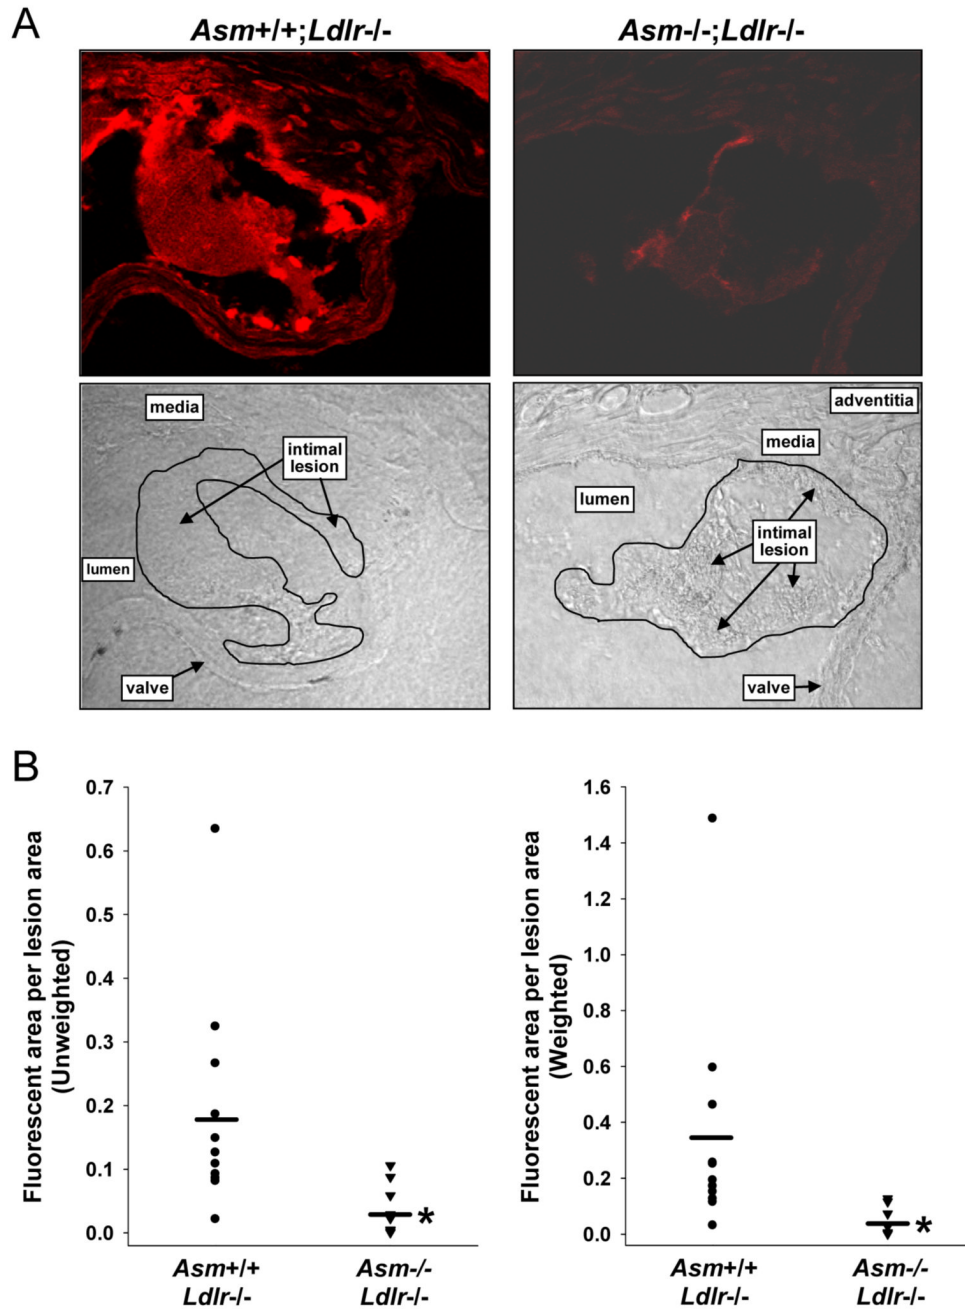 A
Asm+/+;Ldlr-/-
Asm-/-;Ldlr-/-
media
intimal
lesion
lumen
valve
adventitia
media
lumen
intimal
lesion
valve
B
Fluorescent area per lesion area
(Unweighted)
0.7
0.6
0.5
0.4
0.3
0.2
0.1
0.0
*
Asm+/+
Ldlr-/-
Asm-/-
Ldlr-/-
Fluorescent area per lesion area
(Weighted)
1.6
1.4
1.2
1.0
0.8
0.6
0.4
0.2
0.0
*
Asm+/+
Ldlr-/-
Asm-/-
Ldlr-/-